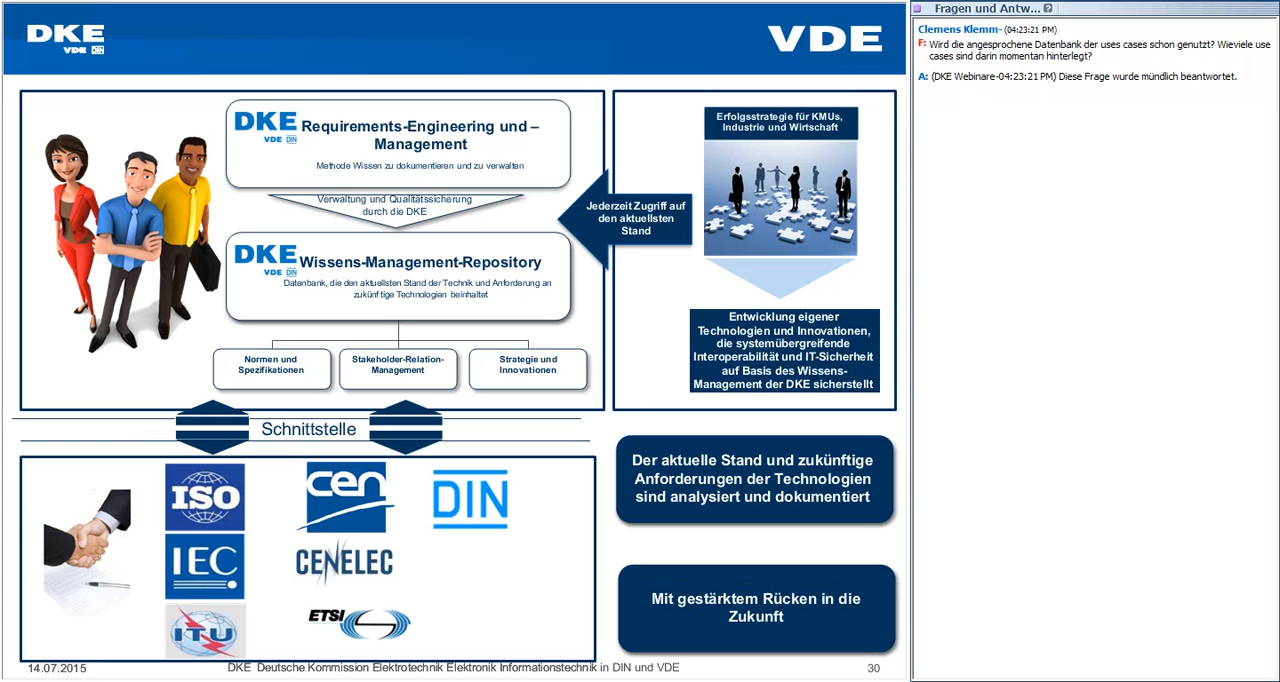 DKE
VDE DIN
VDE
DKE
VDE DIN
Requirements-Engineering und –
Management
Methode Wissen zu dokumentieren und zu verwalten
Verwaltung und Qualitätssicherung
durch die DKE
DKE
VDE DIN
Wissens-Management-Repository
Datenbank, die den aktuellsten Stand der Technik und Anforderung an
zukünftige Technologien beinhaltet
Normen und
Spezifikationen
Stakeholder-Relation-
Management
Strategie und
Innovationen
Jederzeit Zugriff auf
den aktuellsten
Stand
Erfolgsstrategie für KMUs,
Industrie und Wirtschaft
Entwicklung eigener
Technologien und Innovationen,
die systemübergreifende
Interoperabilität und IT-Sicherheit
auf Basis des Wissens-
Management der DKE sicherstellt
Schnittstelle
ISO
cen
DIN
IEC
CENELEC
ITU
ETSI
Der aktuelle Stand und zukünftige
Anforderungen der Technologien
sind analysiert und dokumentiert
Mit gestärktem Rücken in die
Zukunft
14.07.2015
DKE Deutsche Kommission Elektrotechnik Elektronik Informationstechnik in DIN und VDE
30
Fragen und Antw...
Clemens Klemm- (04:23:21 PM)
F: Wird die angesprochene Datenbank der uses cases schon genutzt? Wieviele use
cases sind darin momentan hinterlegt?
A: (DKE Webinare-04:23:21 PM) Diese Frage wurde mündlich beantwortet.